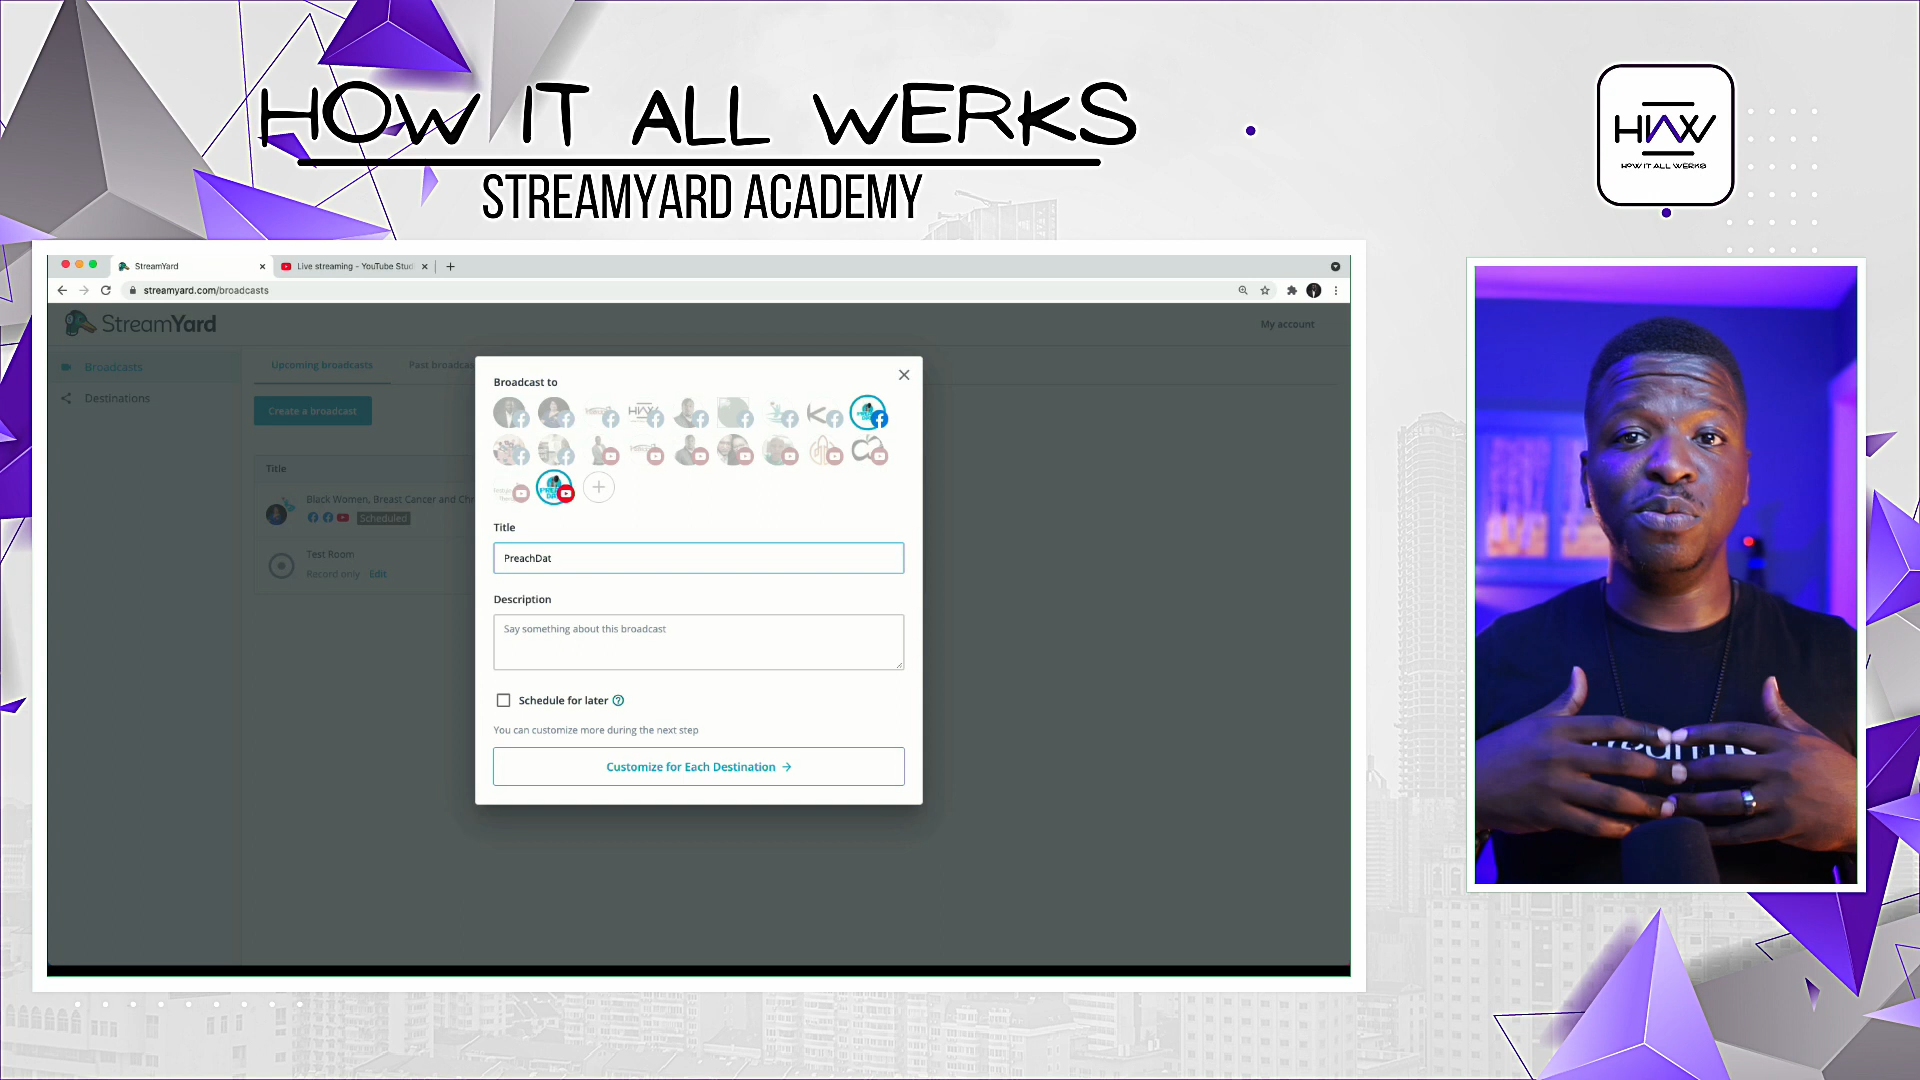 HOW IT ALL WERKS
STREAMYARD ACADEMY
HIAW
HOW IT ALL WERKS
StreamYard
Live streaming - YouTube Stud
streamyard.com/broadcasts
StreamYard
My account
Broadcasts
Destinations
Upcoming broadcasts
Past broadcas
Create a broadcast
Title
Black Women, Breast Cancer and Chr
Scheduled
Test Room
Record only Edit
Broadcast to
HIAW
Title
PreachDat
Description
Say something about this broadcast
Schedule for later
You can customize more during the next step
Customize for Each Destination →